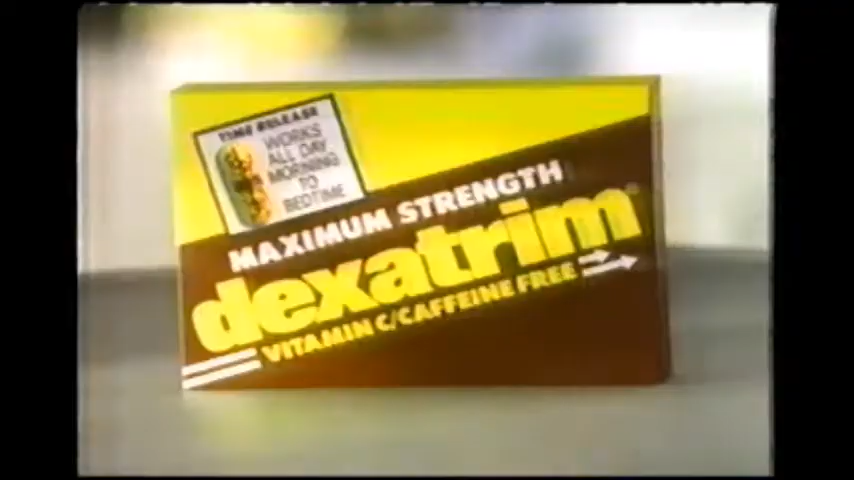 TIME RELEASE
WORKS
ALL DAY
MORNING
TO
BEDTIME
MAXIMUM STRENGTH
dexatrim®
VITAMIN C/CAFFEINE FREE